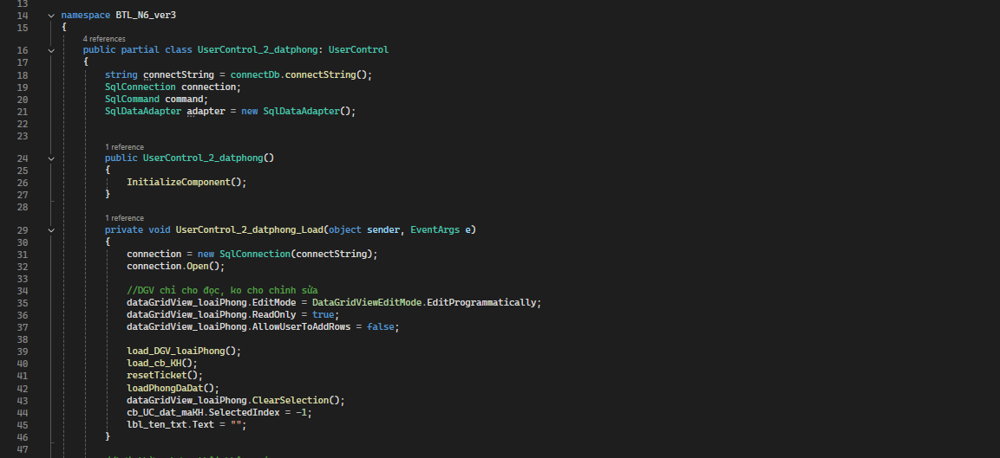 13
14 namespace BTL_N6_ver3
15 {
4 references
16 public partial class UserControl_2_datphong: UserControl
17 {
18 string connectString = connectDb.connectString();
19 SqlConnection connection;
20 SqlCommand command;
21 SqlDataAdapter adapter = new SqlDataAdapter();
22
23
1 reference
24 public UserControl_2_datphong()
25 {
26 InitializeComponent();
27 }
28
1 reference
29 private void UserControl_2_datphong_Load(object sender, EventArgs e)
30 {
31 connection = new SqlConnection(connectString);
32 connection.Open();
33
34 //DGV chỉ cho đọc, ko cho chỉnh sửa
35 dataGridView_loaiPhong.EditMode = DataGridViewEditMode.EditProgrammatically;
36 dataGridView_loaiPhong.ReadOnly = true;
37 dataGridView_loaiPhong.AllowUserToAddRows = false;
38
39 load_DGV_loaiPhong();
40 load_cb_KH();
41 resetTicket();
42 loadPhongDaDat();
43 dataGridView_loaiPhong.ClearSelection();
44 cb_UC_dat_maKH.SelectedIndex = -1;
45 lbl_ten_txt.Text = "";
46 }
47